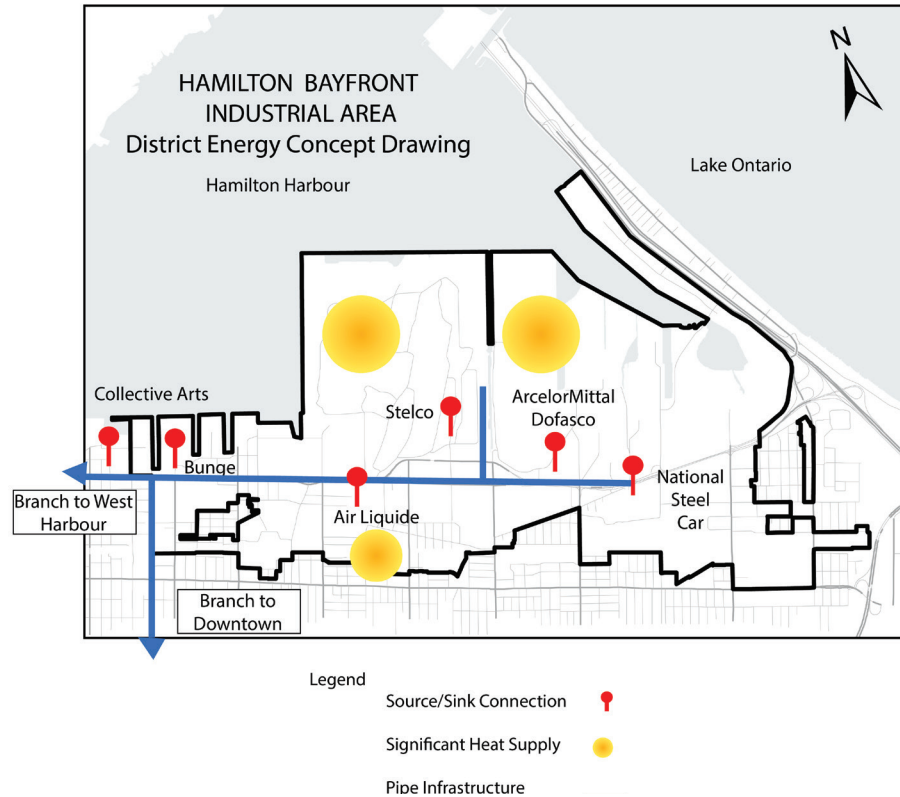 HAMILTON BAYFRONT
INDUSTRIAL AREA
District Energy Concept Drawing
Hamilton Harbour
N
Lake Ontario
Collective Arts
Stelco
ArcelorMittal
Dofasco
Bunge
National
Steel
Car
Branch to West
Harbour
Air Liquide
Branch to
Downtown
Legend
Source/Sink Connection
Significant Heat Supply
Pipe Infrastructure